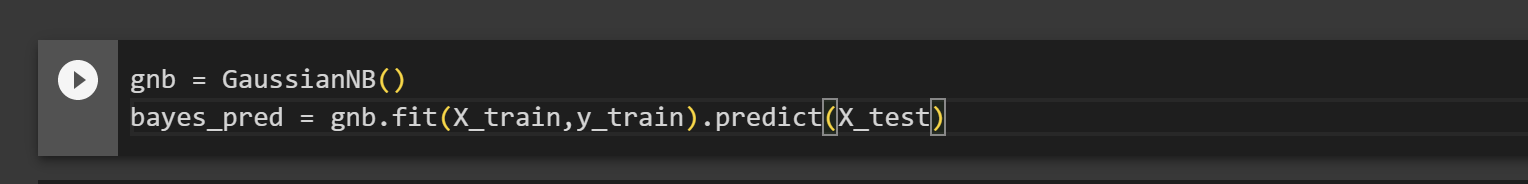 gnb = GaussianNB()
bayes_pred = gnb.fit(X_train,y_train).predict(X_test)